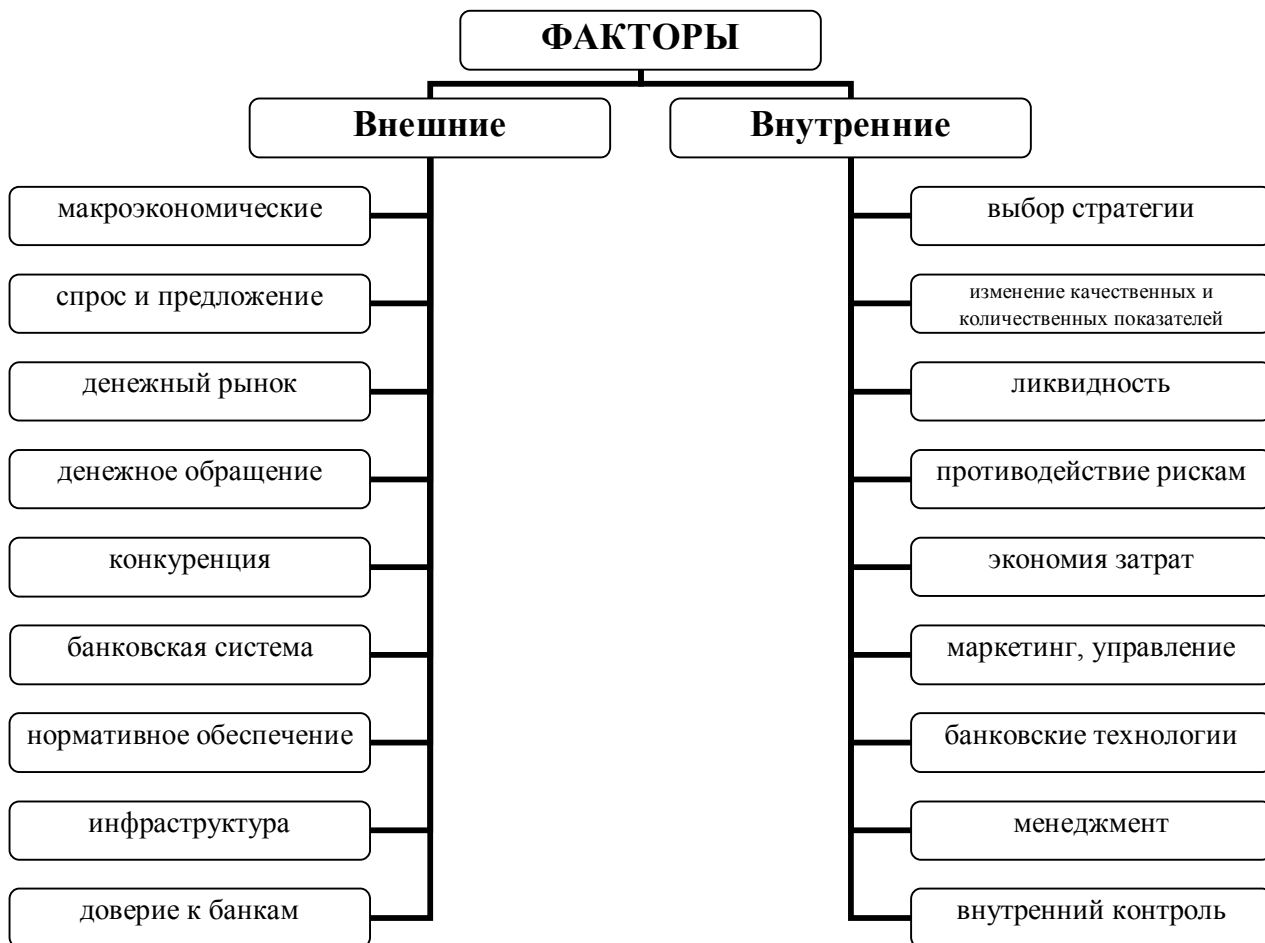 ФАКТОРЫ
Внешние
Внутренние
макроэкономические
спрос и предложение
денежный рынок
денежное обращение
конкуренция
банковская система
нормативное обеспечение
инфраструктура
доверие к банкам
выбор стратегии
изменение качественных и
количественных показателей
ликвидность
противодействие рискам
экономия затрат
маркетинг, управление
банковские технологии
менеджмент
внутренний контроль